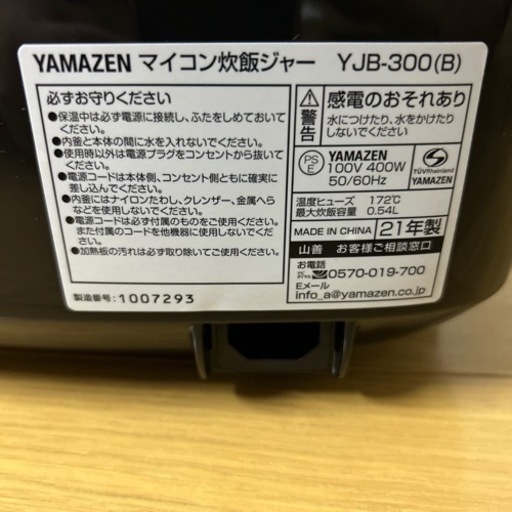 YAMAZEN マイコン炊飯ジャー YJB-300(B)
必ずお守りください
●保温中は必ず電源に接続し、ふたをしめておいてください。
●内釜と本体の間に水を入れないでください。
●使用時以外は電源プラグをコンセントから抜いてください。
●電源コードは本体側、コンセント側ともに確実に差し込んでください。
●内釜にはナイロンたわし、クレンザー、金属へらなどを使用しないでください。
●電源コードは必ず付属のものをご使用ください。
また付属のコードを他機器に使用しないでください。
●加熱板の汚れは必ず取り除いてご使用ください。
製造番号:1007293
警告
感電のおそれあり
水につけたり、水をかけたりしないでください
PS
E
YAMAZEN
100V 400W
50/60Hz
TÜVRheinland
YAMAZEN
温度ヒューズ 172℃
最大炊飯容量 0.54L
MADE IN CHINA 21年製
山善 お客様ご相談窓口
お電話
0570-019-700
Eメール
info_a@yamazen.co.jp